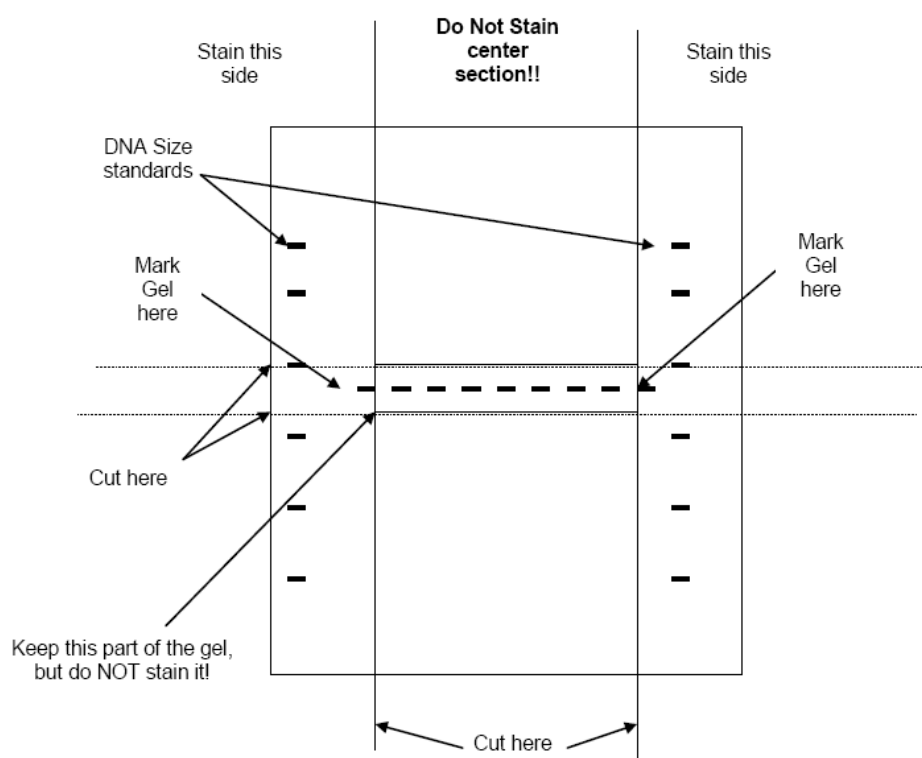 Do Not Stain
center
section!!
Stain this
side
Stain this
side
DNA Size
standards
Mark
Gel
here
Mark
Gel
here
Cut here
Keep this part of the gel,
but do NOT stain it!
Cut here